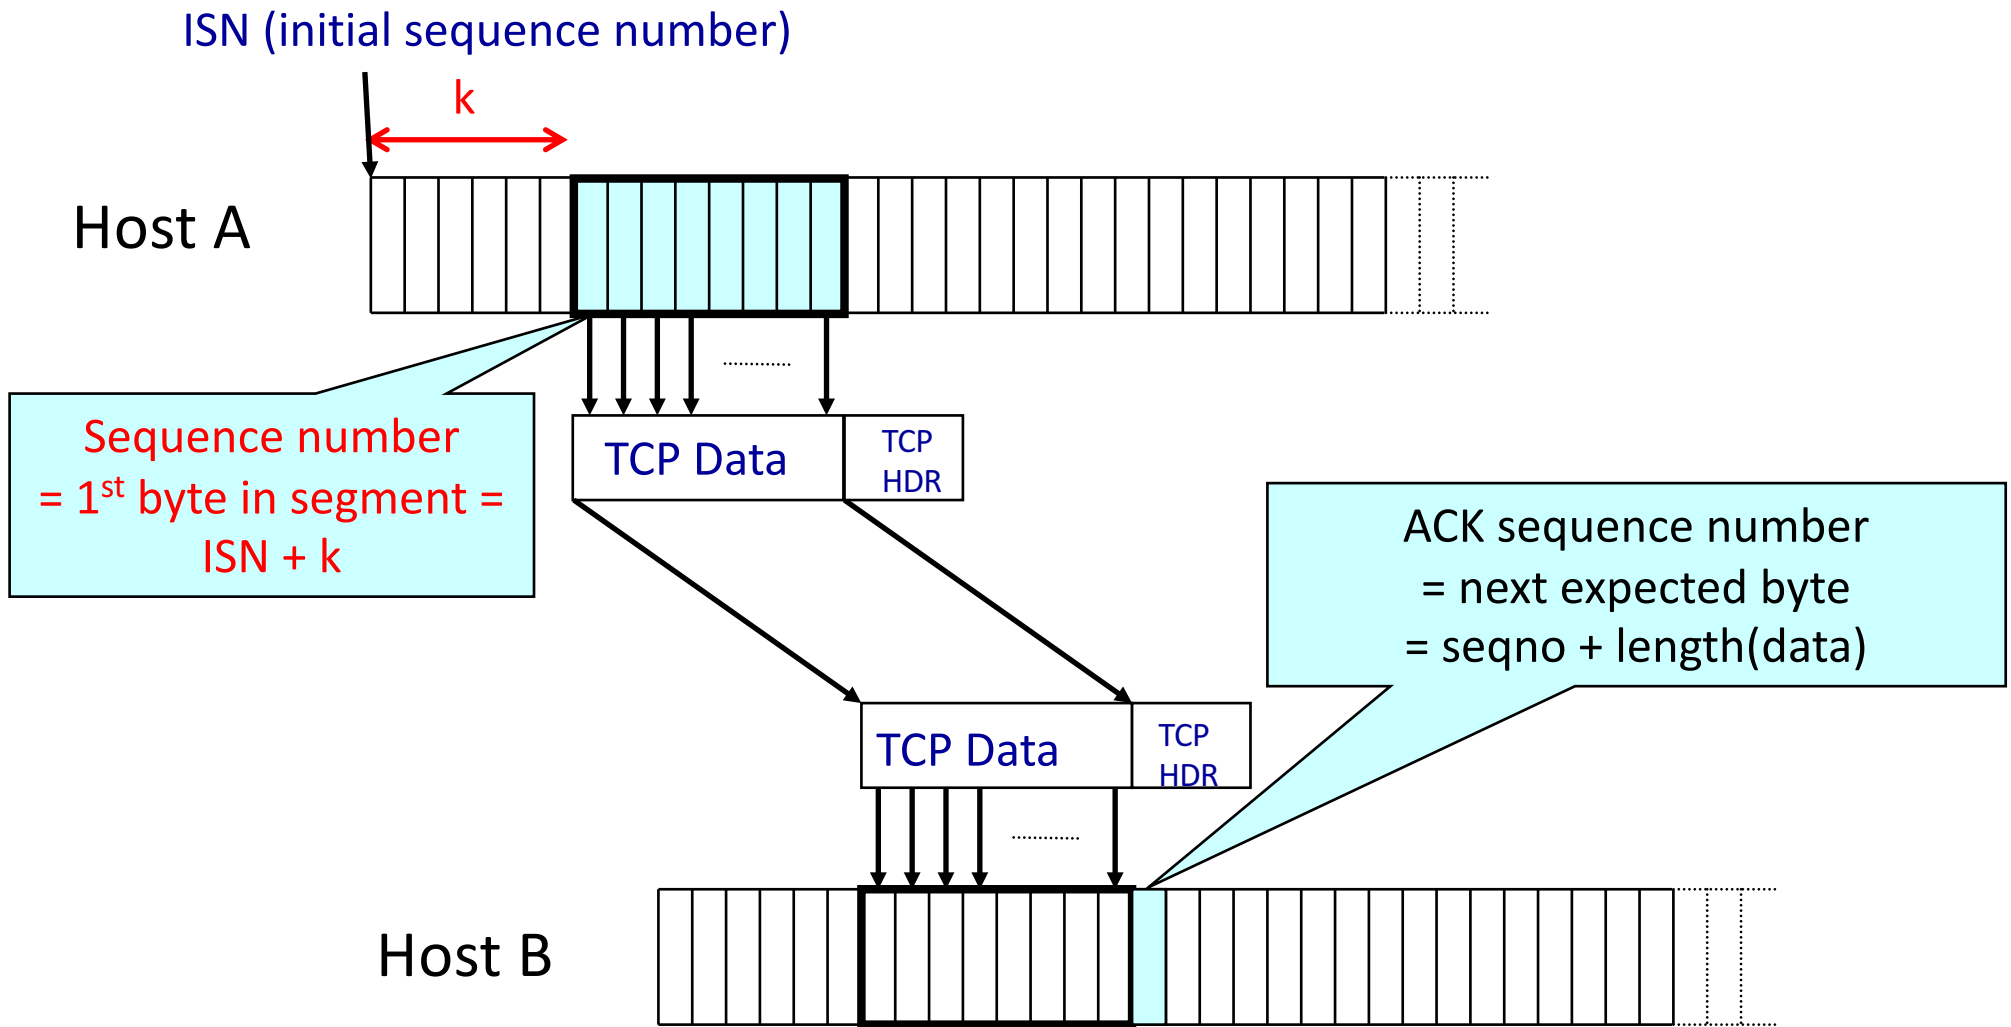 ISN (initial sequence number)
k
Host A
Sequence number
= 1st byte in segment =
ISN + k
TCP Data
TCP
HDR
ACK sequence number
= next expected byte
= seqno + length(data)
TCP Data
TCP
HDR
Host B